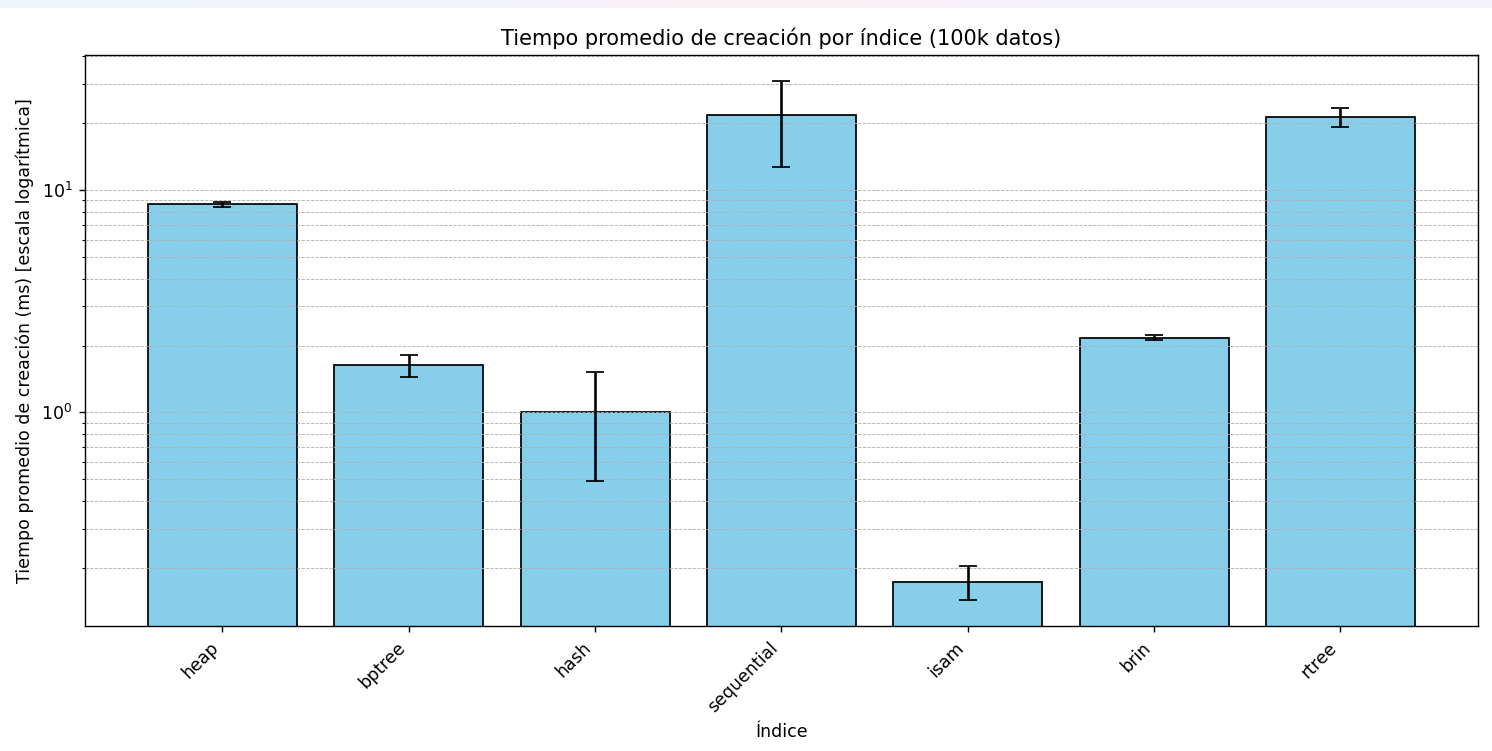 Tiempo promedio de creación por índice (100k datos)
Tiempo promedio de creación (ms) [escala logarítmica]
10¹
10⁰
heap
bptree
hash
sequential
isam
brin
rtree
Índice